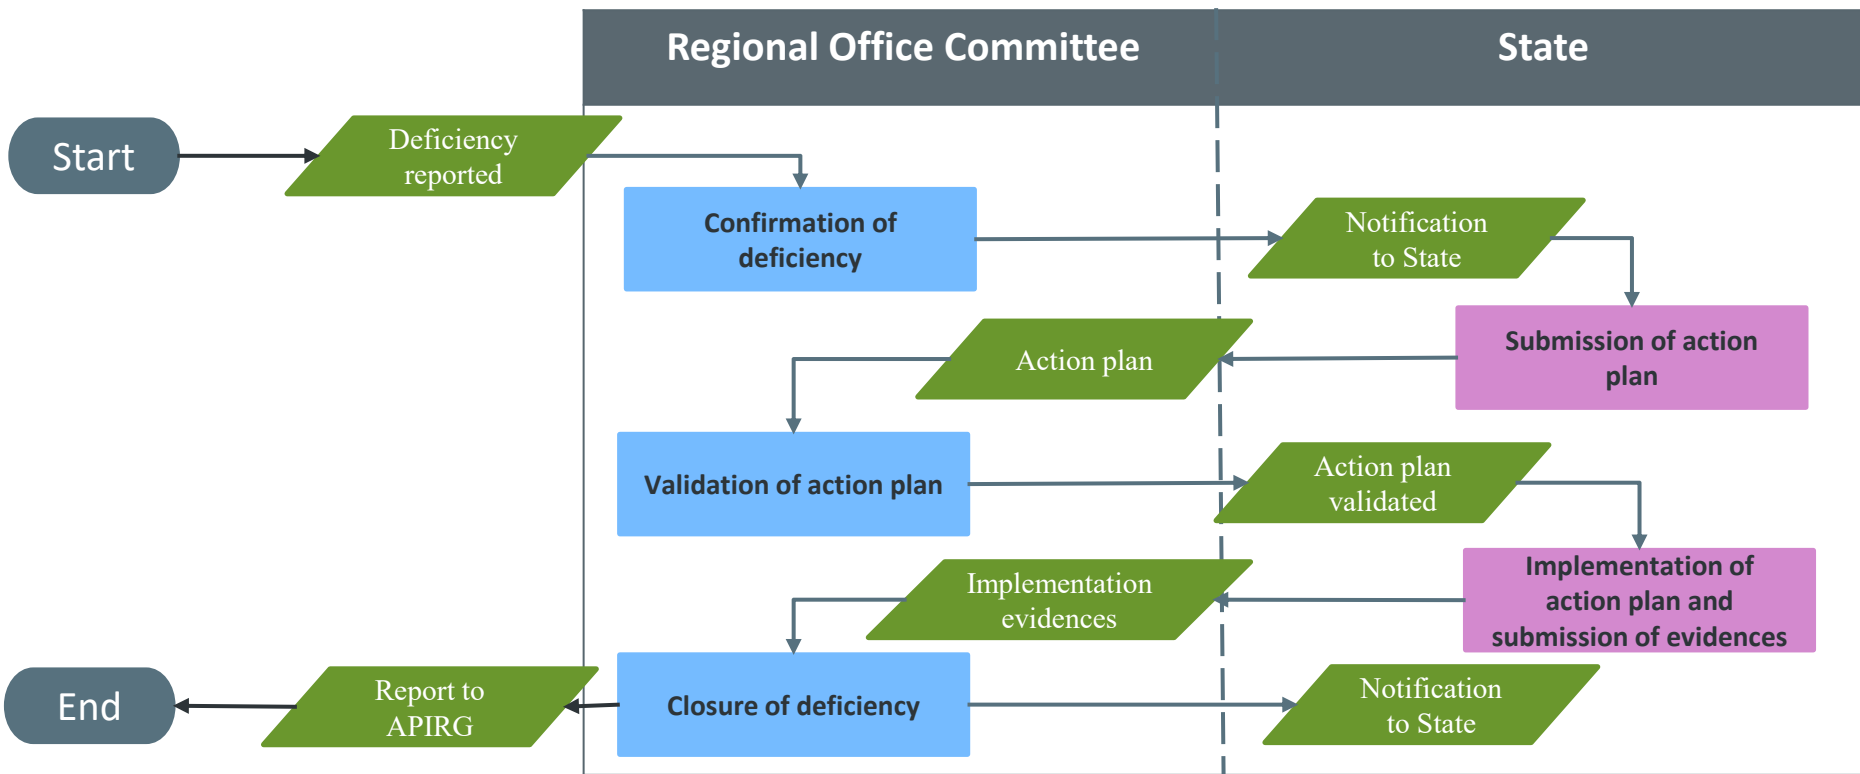 Regional Office Committee
State
Start
Deficiency
reported
Confirmation of
deficiency
Notification
to State
Submission of action
plan
Action plan
Validation of action plan
Action plan
validated
Implementation of
action plan and
submission of evidences
Implementation
evidences
Closure of deficiency
Notification
to State
Report to
APIRG
End